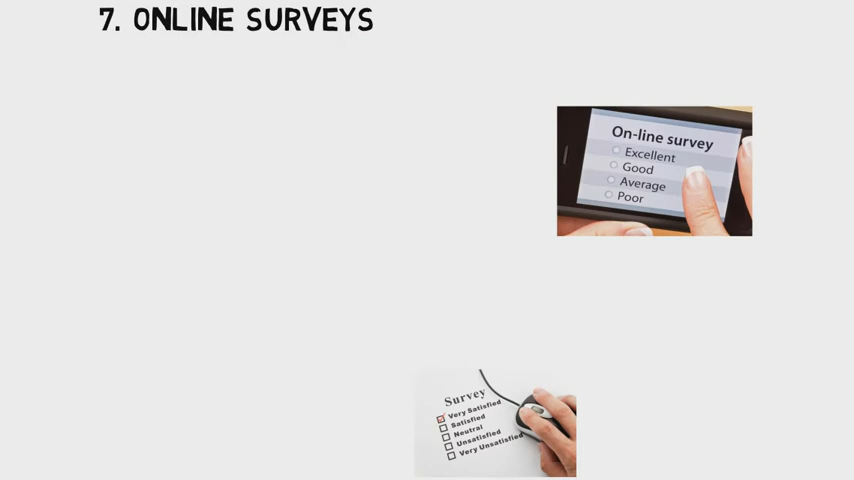 7. ONLINE SURVEYS
On-line survey
Excellent
Good
Average
Poor
Survey
Very Satisfied
Satisfied
Neutral
Unsatisfied
Very Unsatisfied